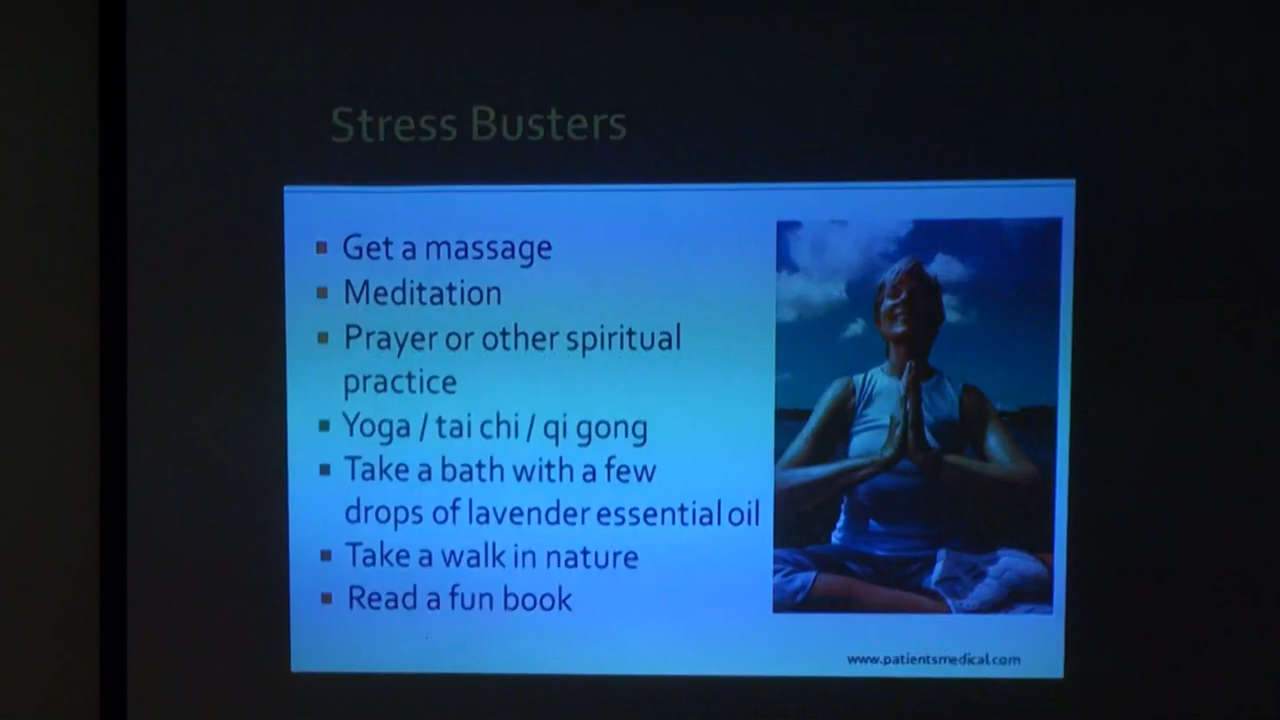 Stress Busters
Get a massage
Meditation
Prayer or other spiritual
practice
Yoga / tai chi / qi gong
Take a bath with a few
drops of lavender essential oil
Take a walk in nature
Read a fun book
www.patientsmedical.com